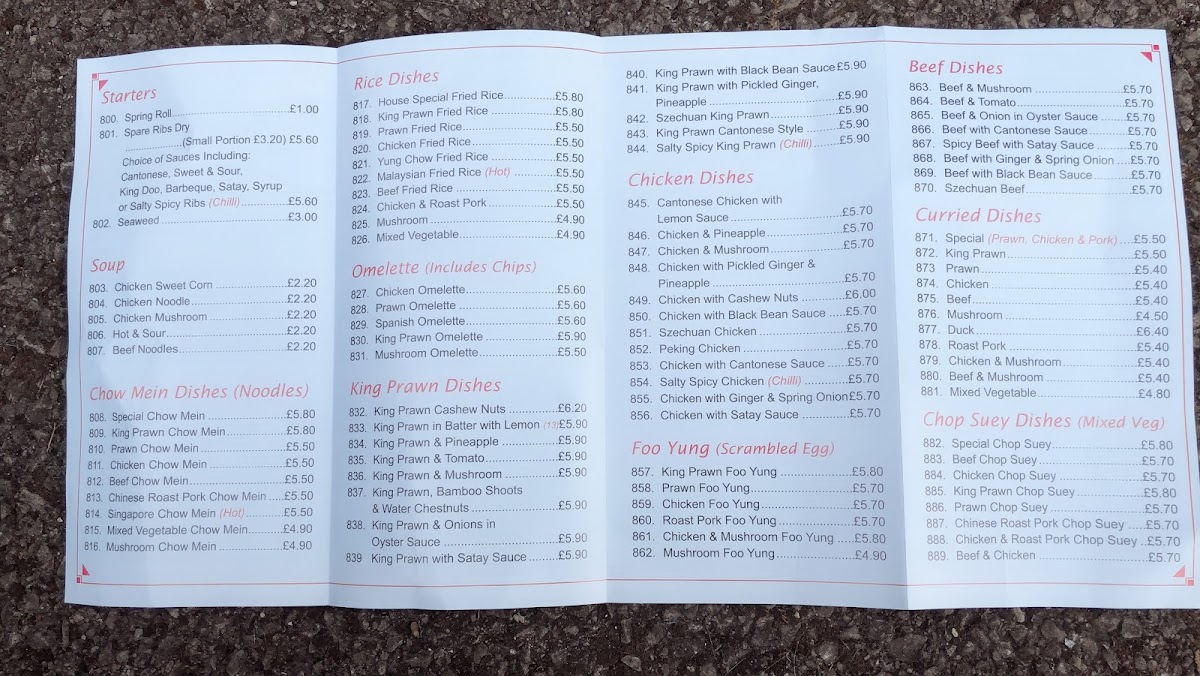 Starters
800. Spring Roll..............................£1.00
801. Spare Ribs Dry
..................(Small Portion £3.20) £5.60
Choice of Sauces Including:
Cantonese, Sweet & Sour,
King Doo, Barbeque, Satay, Syrup
or Salty Spicy Ribs (Chilli)..............£5.60
802. Seaweed ...............................£3.00
Soup
803. Chicken Sweet Corn .................£2.20
804. Chicken Noodle.......................£2.20
805. Chicken Mushroom ..................£2.20
806. Hot & Sour.............................£2.20
807. Beef Noodles..........................£2.20
Chow Mein Dishes (Noodles)
808. Special Chow Mein ..................£5.80
809. King Prawn Chow Mein..............£5.80
810. Prawn Chow Mein....................£5.50
811. Chicken Chow Mein .................£5.50
812. Beef Chow Mein......................£5.50
813. Chinese Roast Pork Chow Mein ....£5.50
814. Singapore Chow Mein (Hot)........£5.50
815. Mixed Vegetable Chow Mein.......£4.90
816. Mushroom Chow Mein ..............£4.90
Rice Dishes
817. House Special Fried Rice............£5.80
818. King Prawn Fried Rice...............£5.80
819. Prawn Fried Rice.....................£5.50
820. Chicken Fried Rice...................£5.50
821. Yung Chow Fried Rice ..............£5.50
822. Malaysian Fried Rice (Hot) ........£5.50
823. Beef Fried Rice ......................£5.50
824. Chicken & Roast Pork ..............£5.50
825. Mushroom ............................£4.90
826. Mixed Vegetable.....................£4.90
Omelette (Includes Chips)
827. Chicken Omelette....................£5.60
828. Prawn Omelette .....................£5.60
829. Spanish Omelette....................£5.60
830. King Prawn Omelette ...............£5.90
831. Mushroom Omelette.................£5.50
King Prawn Dishes
832. King Prawn Cashew Nuts ..........£6.20
833. King Prawn in Batter with Lemon (13)£5.90
834. King Prawn & Pineapple ...........£5.90
835. King Prawn & Tomato...............£5.90
836. King Prawn & Mushroom ..........£5.90
837. King Prawn, Bamboo Shoots
& Water Chestnuts .......................£5.90
838. King Prawn & Onions in
Oyster Sauce .............................£5.90
839 King Prawn with Satay Sauce ......£5.90
840. King Prawn with Black Bean Sauce£5.90
841. King Prawn with Pickled Ginger,
Pineapple .................................£5.90
842. Szechuan King Prawn...............£5.90
843. King Prawn Cantonese Style ......£5.90
844. Salty Spicy King Prawn (Chilli).....£5.90
Chicken Dishes
845. Cantonese Chicken with
Lemon Sauce .............................£5.70
846. Chicken & Pineapple................£5.70
847. Chicken & Mushroom...............£5.70
848. Chicken with Pickled Ginger &
Pineapple .................................£5.70
849. Chicken with Cashew Nuts ........£6.00
850. Chicken with Black Bean Sauce ...£5.70
851. Szechuan Chicken ..................£5.70
852. Peking Chicken ......................£5.70
853. Chicken with Cantonese Sauce ...£5.70
854. Salty Spicy Chicken (Chilli) ........£5.70
855. Chicken with Ginger & Spring Onion£5.70
856. Chicken with Satay Sauce .........£5.70
Foo Yung (Scrambled Egg)
857. King Prawn Foo Yung ...............£5.80
858. Prawn Foo Yung.....................£5.70
859. Chicken Foo Yung...................£5.70
860. Roast Pork Foo Yung ...............£5.70
861. Chicken & Mushroom Foo Yung ...£5.80
862. Mushroom Foo Yung................£4.90
Beef Dishes
863. Beef & Mushroom ...................£5.70
864. Beef & Tomato.......................£5.70
865. Beef & Onion in Oyster Sauce .....£5.70
866. Beef with Cantonese Sauce .......£5.70
867. Spicy Beef with Satay Sauce ......£5.70
868. Beef with Ginger & Spring Onion ...£5.70
869. Beef with Black Bean Sauce.......£5.70
870. Szechuan Beef.......................£5.70
Curried Dishes
871. Special (Prawn, Chicken & Pork) ...£5.50
872. King Prawn...........................£5.50
873 Prawn..................................£5.40
874. Chicken ...............................£5.40
875. Beef...................................£5.40
876. Mushroom ............................£4.50
877. Duck...................................£6.40
878. Roast Pork ...........................£5.40
879. Chicken & Mushroom...............£5.40
880. Beef & Mushroom ...................£5.40
881. Mixed Vegetable.....................£4.80
Chop Suey Dishes (Mixed Veg)
882. Special Chop Suey...................£5.80
883. Beef Chop Suey......................£5.70
884. Chicken Chop Suey .................£5.70
885. King Prawn Chop Suey .............£5.80
886. Prawn Chop Suey ...................£5.70
887. Chinese Roast Pork Chop Suey ...£5.70
888. Chicken & Roast Pork Chop Suey ..£5.70
889. Beef & Chicken ......................£5.70